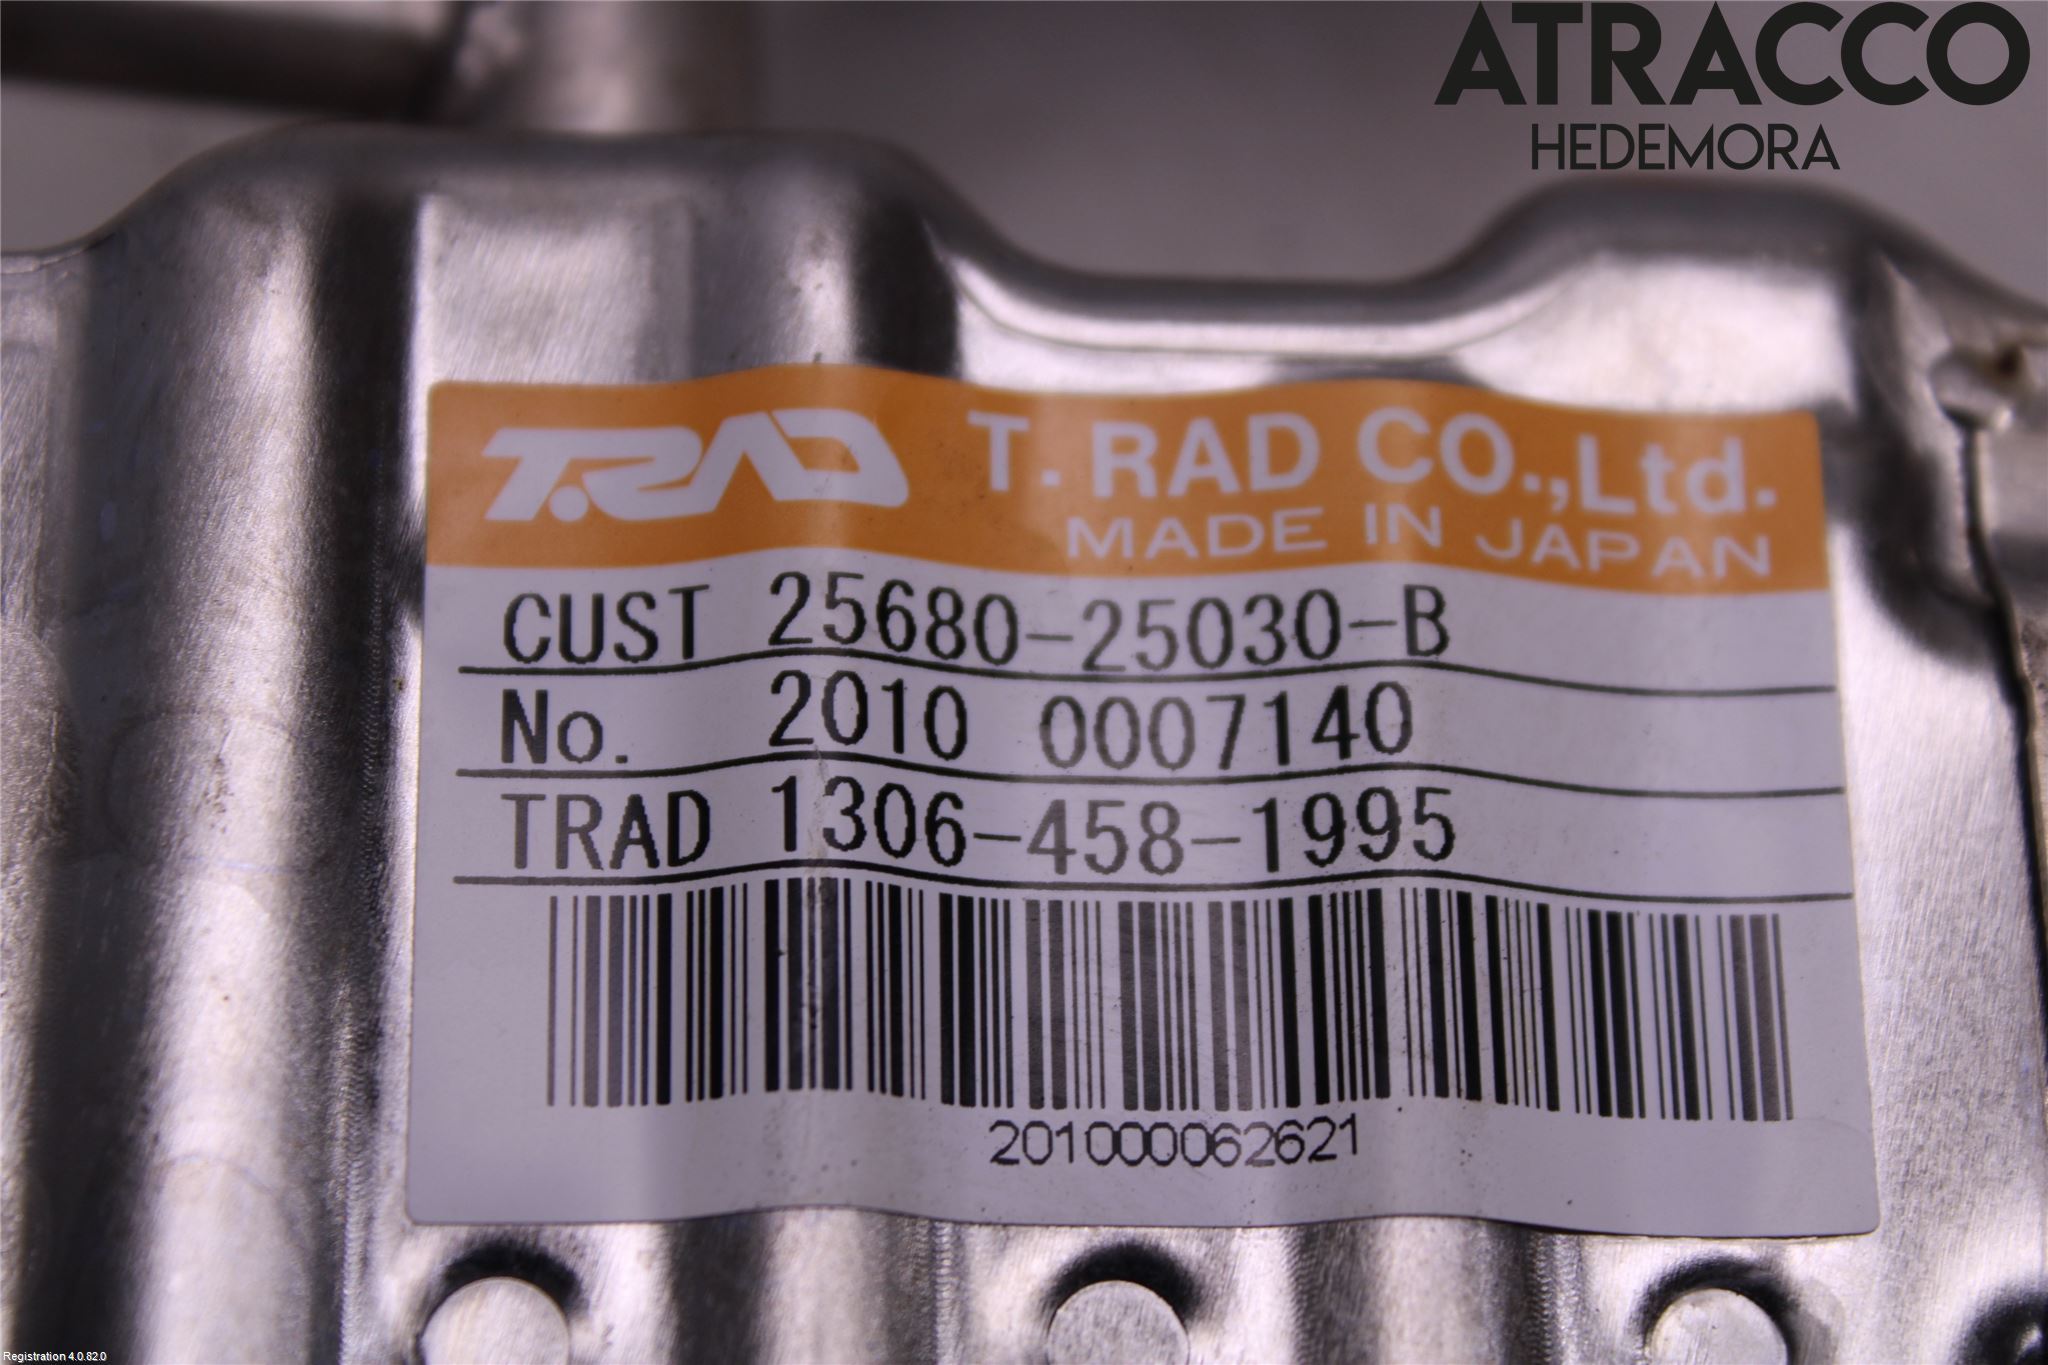 ATRACCO
HEDEMORA
T.RAD T. RAD CO.,Ltd.
MADE IN JAPAN
CUST 25680-25030-B
No. 2010 0007140
TRAD 1306-458-1995
201000062621
Registration 4.0.82.0